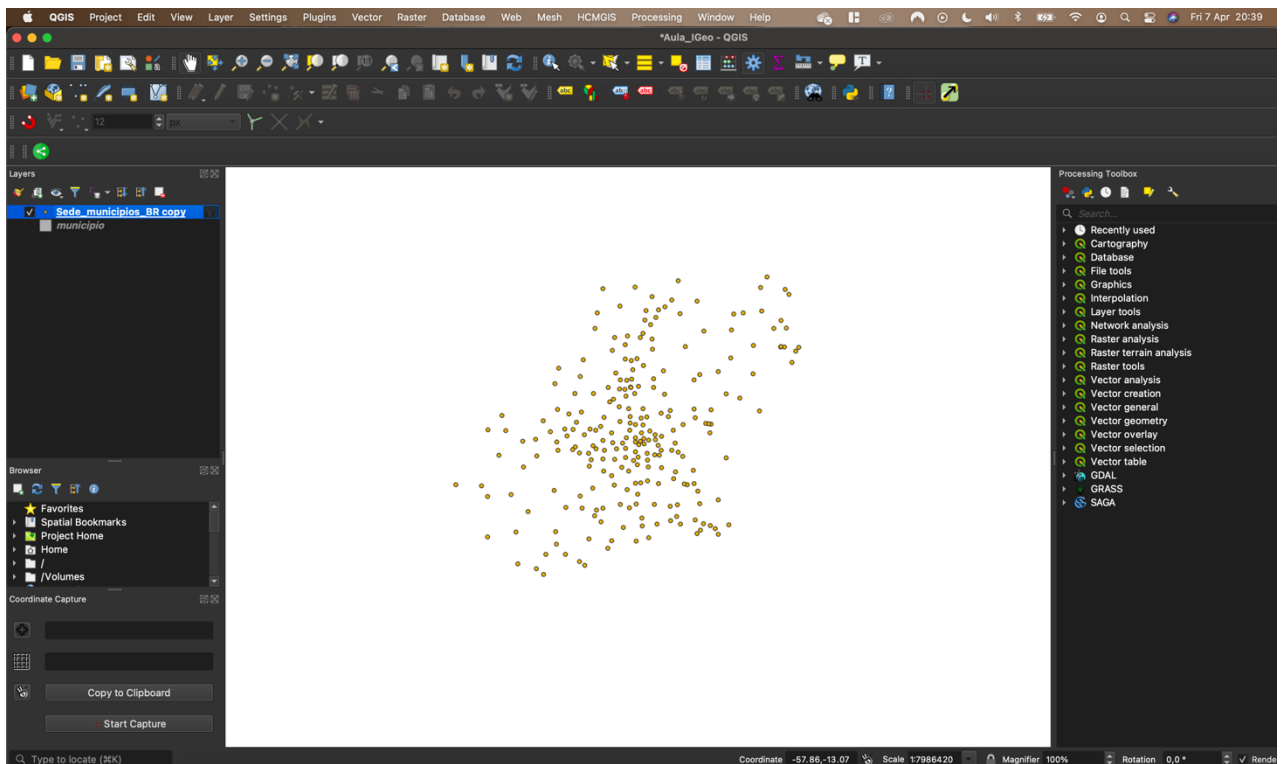 QGIS Project Edit View Layer Settings Plugins Vector Raster Database Web Mesh HCMGIS Processing Window Help Fri 7 Apr 20:39
*Aula_IGeo - QGIS
12 px
Layers
Sede_municipios_BR copy
município
Browser
Favorites
Spatial Bookmarks
Project Home
Home
/
/Volumes
Coordinate Capture
Copy to Clipboard
Start Capture
Processing Toolbox
Search...
Recently used
Cartography
Database
File tools
Graphics
Interpolation
Layer tools
Network analysis
Raster analysis
Raster terrain analysis
Raster tools
Vector analysis
Vector creation
Vector general
Vector geometry
Vector overlay
Vector selection
Vector table
GDAL
GRASS
SAGA
Type to locate (⌘K) Coordinate -57.86,-13.07 Scale 1:7986420 Magnifier 100% Rotation 0,0 ° Rende